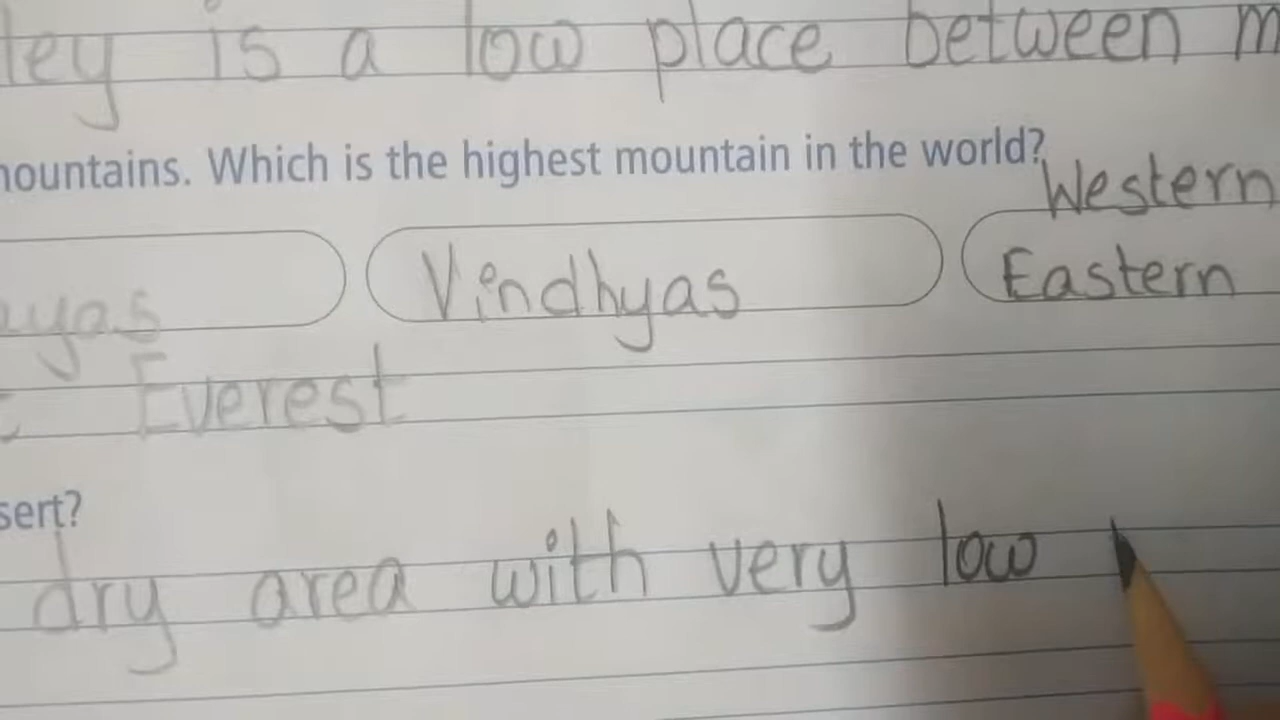 ley is a low place between m
mountains. Which is the highest mountain in the world?
Western
yas Vindhyas Eastern
Everest
sert?
dry area with very low